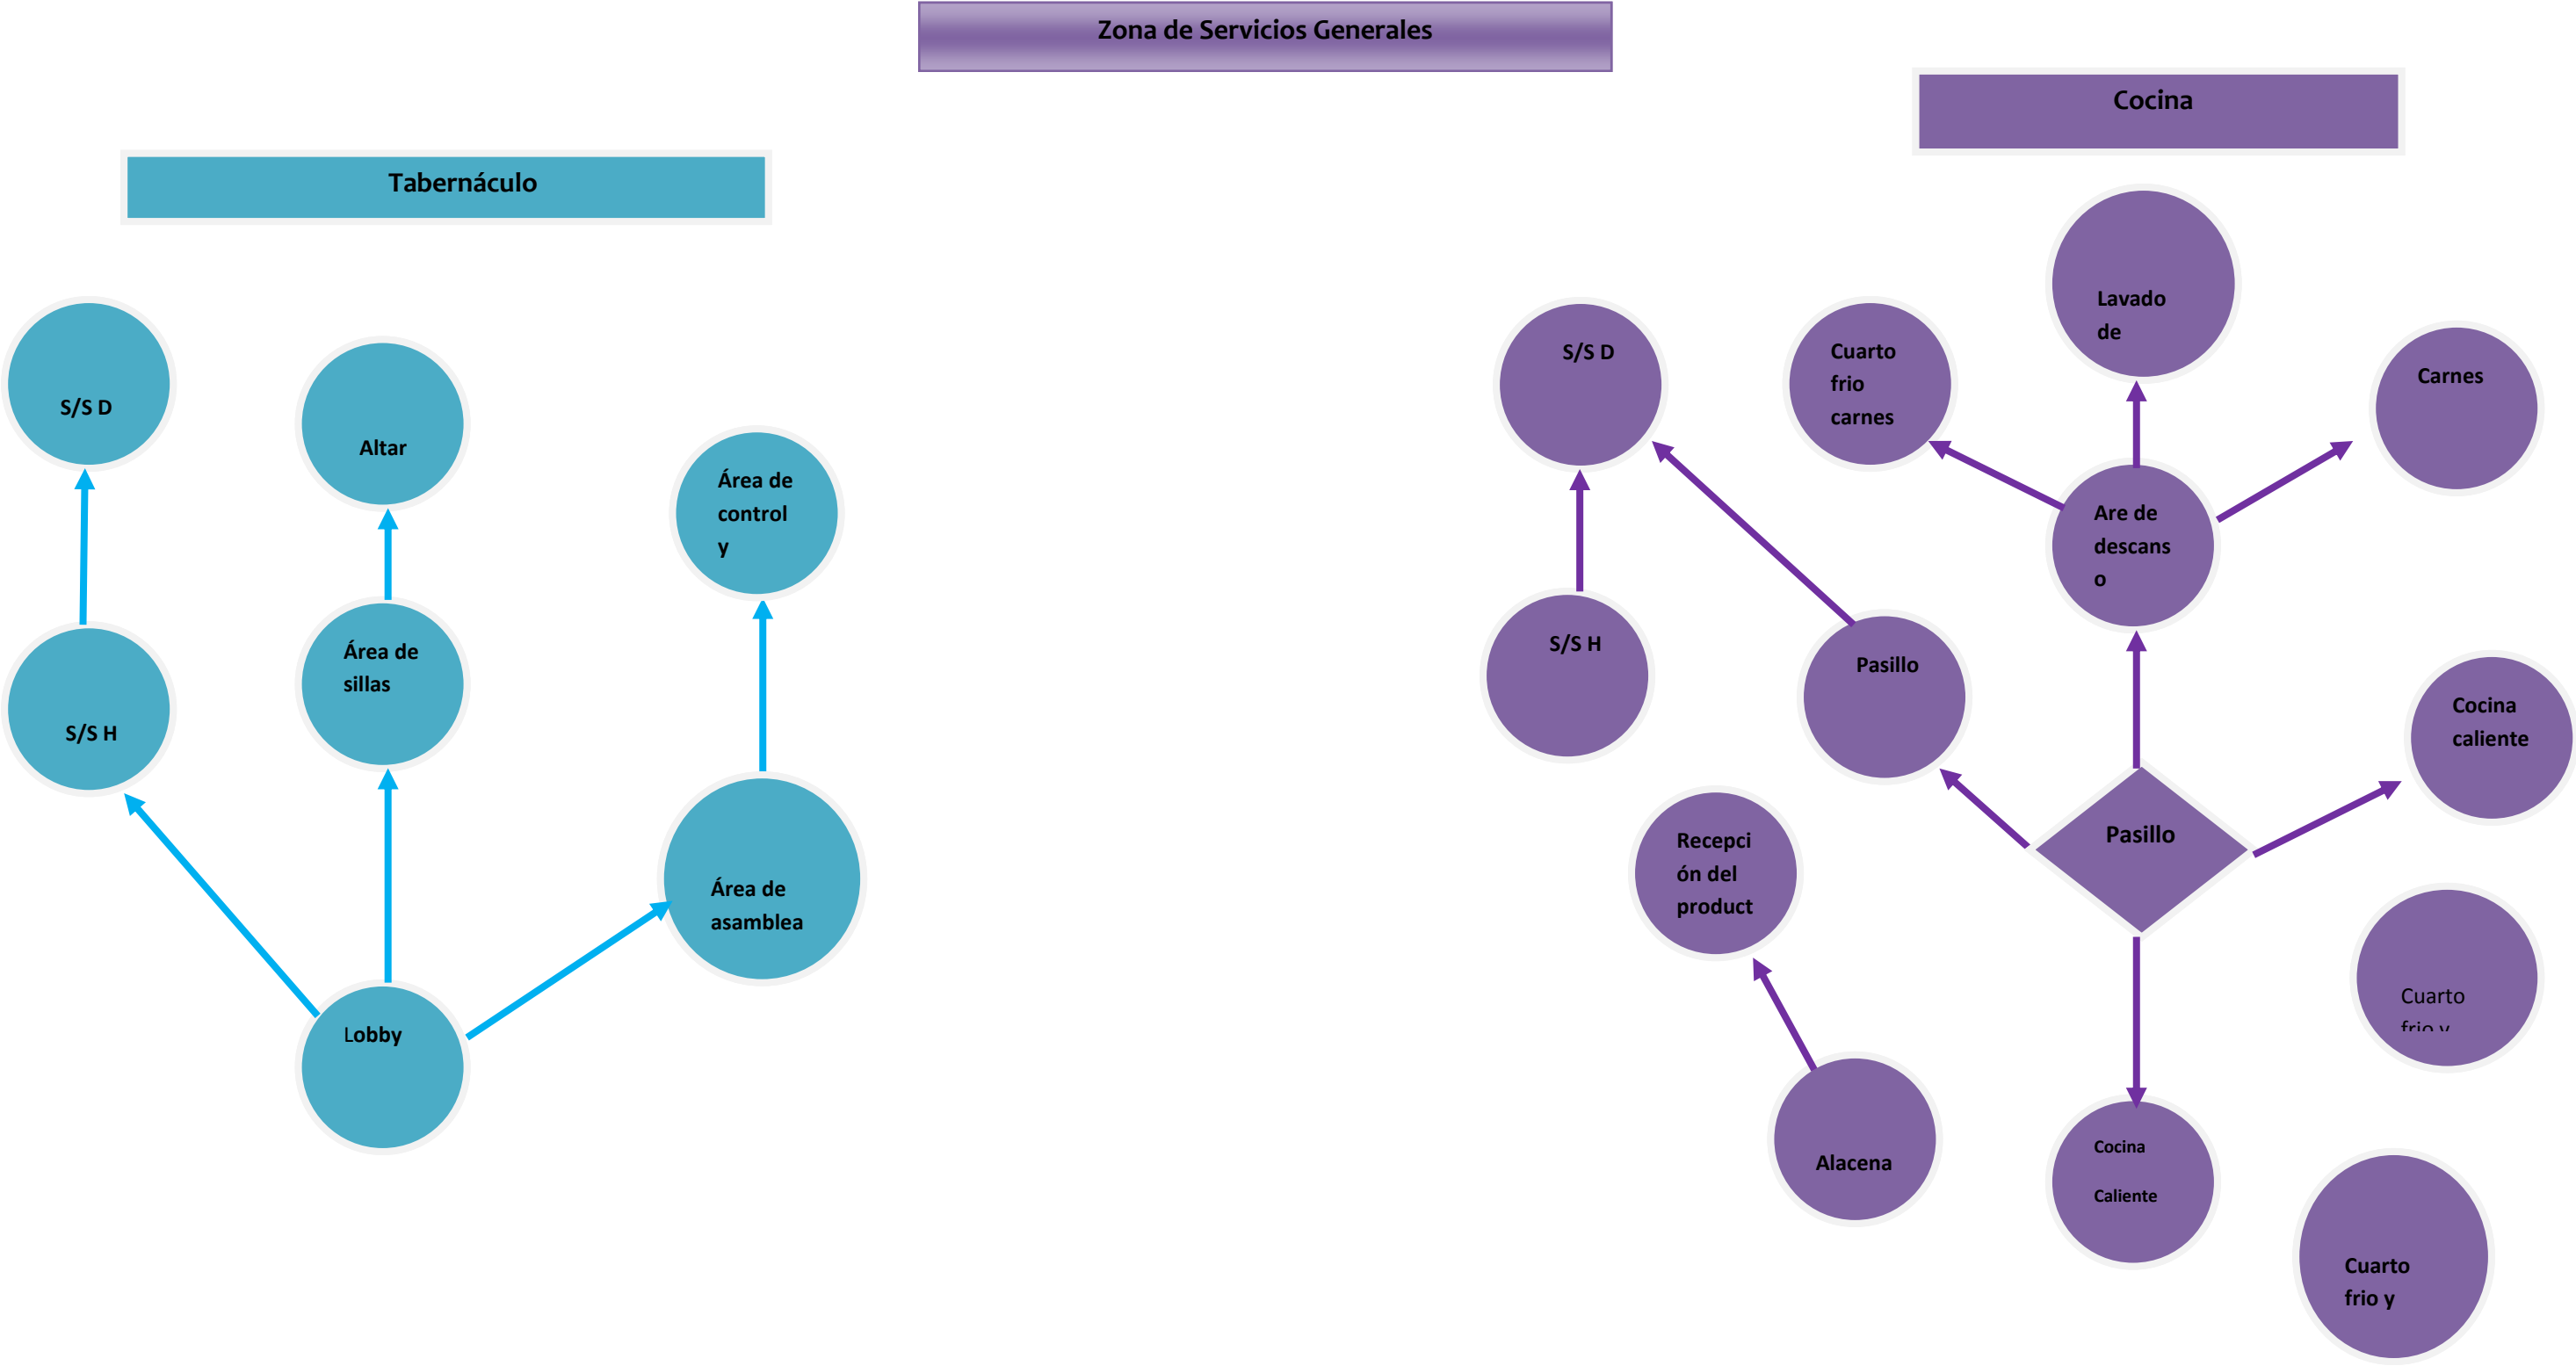 Zona de Servicios Generales
Cocina
Tabernáculo
S/S D
Altar
Área de
control
y
S/S H
Área de
sillas
Área de
asamblea
Lobby
Lavado
de
S/S D
Cuarto
frio
carnes
Carnes
Are de
descans
o
S/S H
Pasillo
Cocina
caliente
Pasillo
Recepci
ón del
product
Cuarto
frio y
Alacena
Cocina
Caliente
Cuarto
frio y